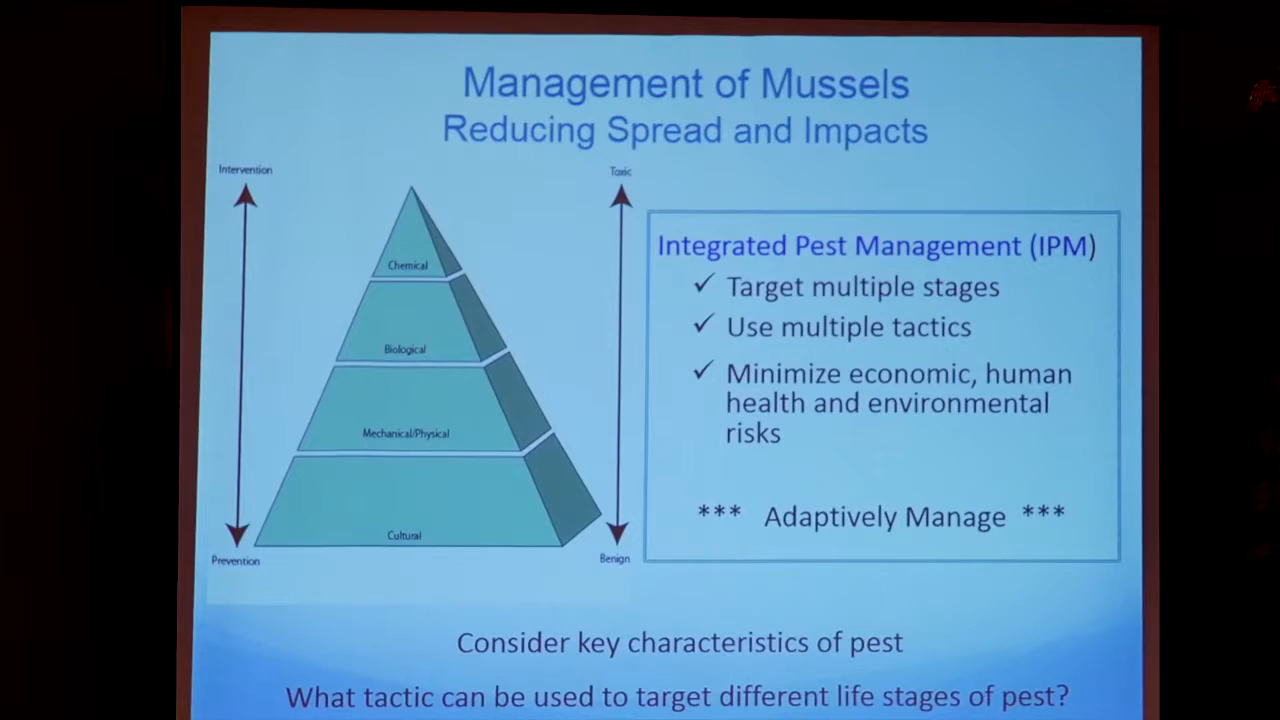 Management of Mussels
Reducing Spread and Impacts
Intervention
Toxic
Chemical
Biological
Mechanical/Physical
Cultural
Prevention
Benign
Integrated Pest Management (IPM)
✓ Target multiple stages
✓ Use multiple tactics
✓ Minimize economic, human
health and environmental
risks
*** Adaptively Manage ***
Consider key characteristics of pest
What tactic can be used to target different life stages of pest?